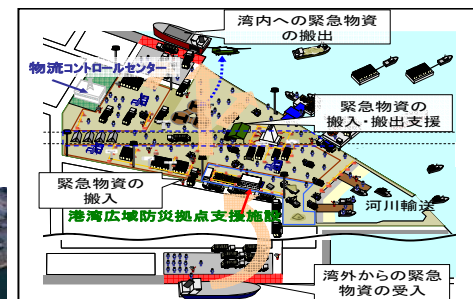 湾内への緊急物資
の搬出
物流コントロールセンター
緊急物資の
搬入・搬出支援
緊急物資の
搬入
港湾広域防災拠点支援施設
河川輸送
湾外からの緊急
物資の受入